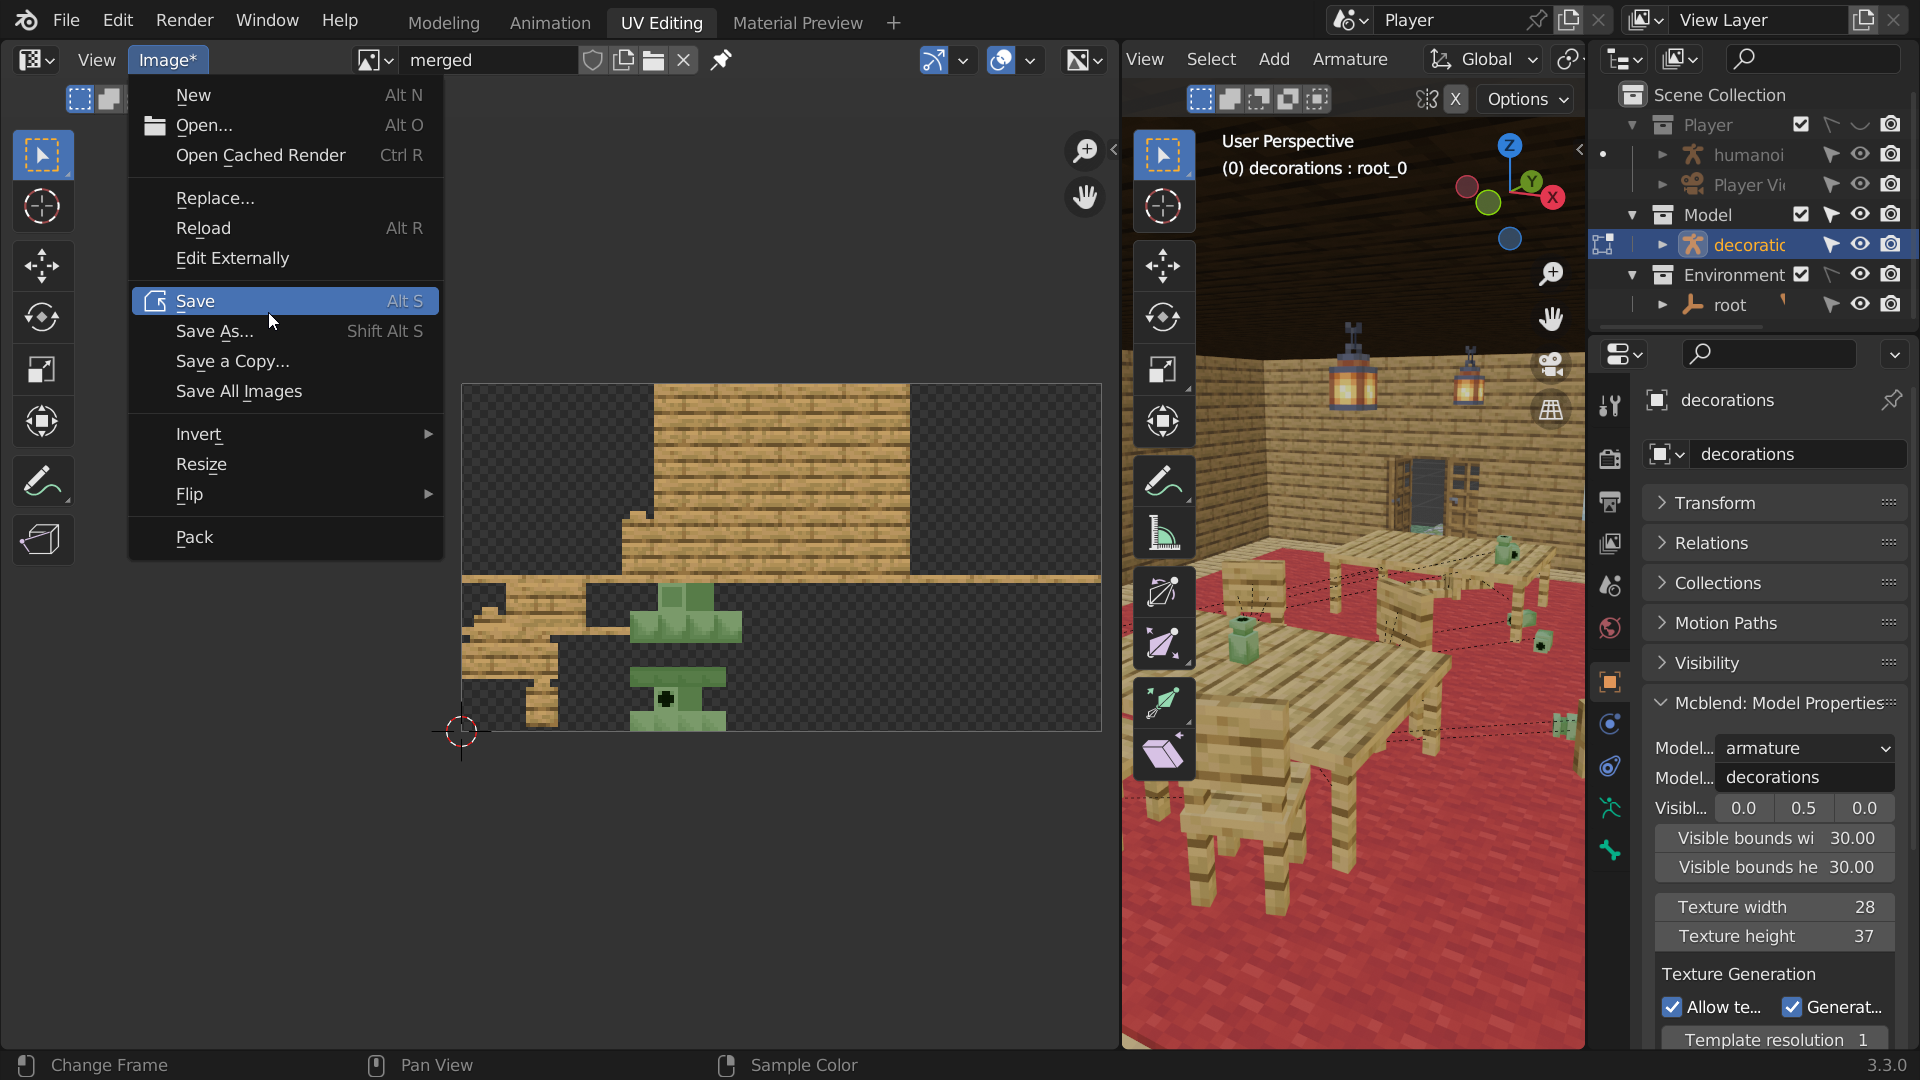 File Edit Render Window Help Modeling Animation UV Editing Material Preview + Player View Layer
View Image* merged View Select Add Armature Global
X Options
New Alt N
Open... Alt O
Open Cached Render Ctrl R
Replace...
Reload Alt R
Edit Externally
Save Alt S
Save As... Shift Alt S
Save a Copy...
Save All Images
Invert
Resize
Flip
Pack
User Perspective
(0) decorations : root_0
Z
Y
X
Scene Collection
Player
humanoi
Player Vi
Model
decoratic
Environment
root
decorations
decorations
Transform
Relations
Collections
Motion Paths
Visibility
Mcblend: Model Properties
Model... armature
Model... decorations
Visibl... 0.0 0.5 0.0
Visible bounds wi 30.00
Visible bounds he 30.00
Texture width 28
Texture height 37
Texture Generation
Allow te... Generat...
Template resolution 1
Change Frame Pan View Sample Color 3.3.0